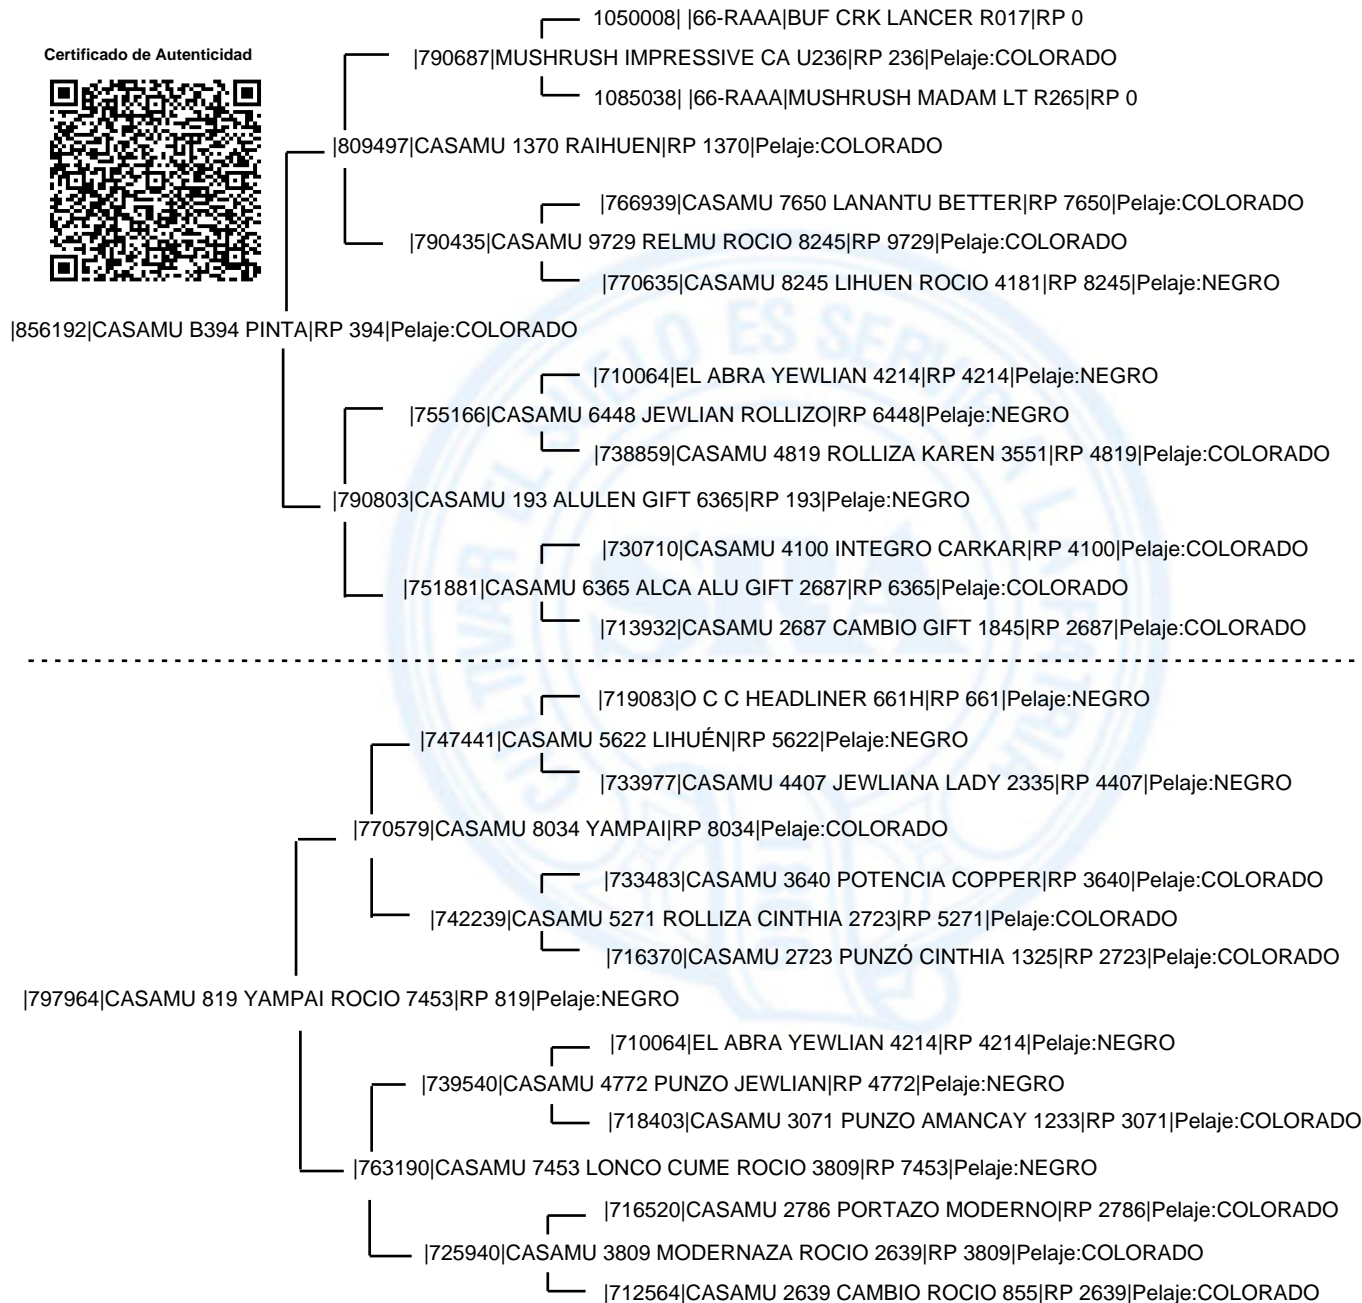 1050008| |66-RAAA|BUF CRK LANCER R017|RP 0
Certificado de Autenticidad
|790687|MUSHRUSH IMPRESSIVE CA U236|RP 236|Pelaje:COLORADO
1085038| |66-RAAA|MUSHRUSH MADAM LT R265|RP 0
|809497|CASAMU 1370 RAIHUEN|RP 1370|Pelaje:COLORADO
|766939|CASAMU 7650 LANANTU BETTER|RP 7650|Pelaje:COLORADO
|790435|CASAMU 9729 RELMU ROCIO 8245|RP 9729|Pelaje:COLORADO
|770635|CASAMU 8245 LIHUEN ROCIO 4181|RP 8245|Pelaje:NEGRO
|856192|CASAMU B394 PINTA|RP 394|Pelaje:COLORADO
|710064|EL ABRA YEWLIAN 4214|RP 4214|Pelaje:NEGRO
|755166|CASAMU 6448 JEWLIAN ROLLIZO|RP 6448|Pelaje:NEGRO
|738859|CASAMU 4819 ROLLIZA KAREN 3551|RP 4819|Pelaje:COLORADO
|790803|CASAMU 193 ALULEN GIFT 6365|RP 193|Pelaje:NEGRO
|730710|CASAMU 4100 INTEGRO CARKAR|RP 4100|Pelaje:COLORADO
|751881|CASAMU 6365 ALCA ALU GIFT 2687|RP 6365|Pelaje:COLORADO
|713932|CASAMU 2687 CAMBIO GIFT 1845|RP 2687|Pelaje:COLORADO
|719083|O C C HEADLINER 661H|RP 661|Pelaje:NEGRO
|747441|CASAMU 5622 LIHUÉN|RP 5622|Pelaje:NEGRO
|733977|CASAMU 4407 JEWLIANA LADY 2335|RP 4407|Pelaje:NEGRO
|770579|CASAMU 8034 YAMPAI|RP 8034|Pelaje:COLORADO
|733483|CASAMU 3640 POTENCIA COPPER|RP 3640|Pelaje:COLORADO
|742239|CASAMU 5271 ROLLIZA CINTHIA 2723|RP 5271|Pelaje:COLORADO
|716370|CASAMU 2723 PUNZÓ CINTHIA 1325|RP 2723|Pelaje:COLORADO
|797964|CASAMU 819 YAMPAI ROCIO 7453|RP 819|Pelaje:NEGRO
|710064|EL ABRA YEWLIAN 4214|RP 4214|Pelaje:NEGRO
|739540|CASAMU 4772 PUNZO JEWLIAN|RP 4772|Pelaje:NEGRO
|718403|CASAMU 3071 PUNZO AMANCAY 1233|RP 3071|Pelaje:COLORADO
|763190|CASAMU 7453 LONCO CUME ROCIO 3809|RP 7453|Pelaje:NEGRO
|716520|CASAMU 2786 PORTAZO MODERNO|RP 2786|Pelaje:COLORADO
|725940|CASAMU 3809 MODERNAZA ROCIO 2639|RP 3809|Pelaje:COLORADO
|712564|CASAMU 2639 CAMBIO ROCIO 855|RP 2639|Pelaje:COLORADO
CULTIVAR EL SUELO ES SERVIR A LA PATRIA
SRA